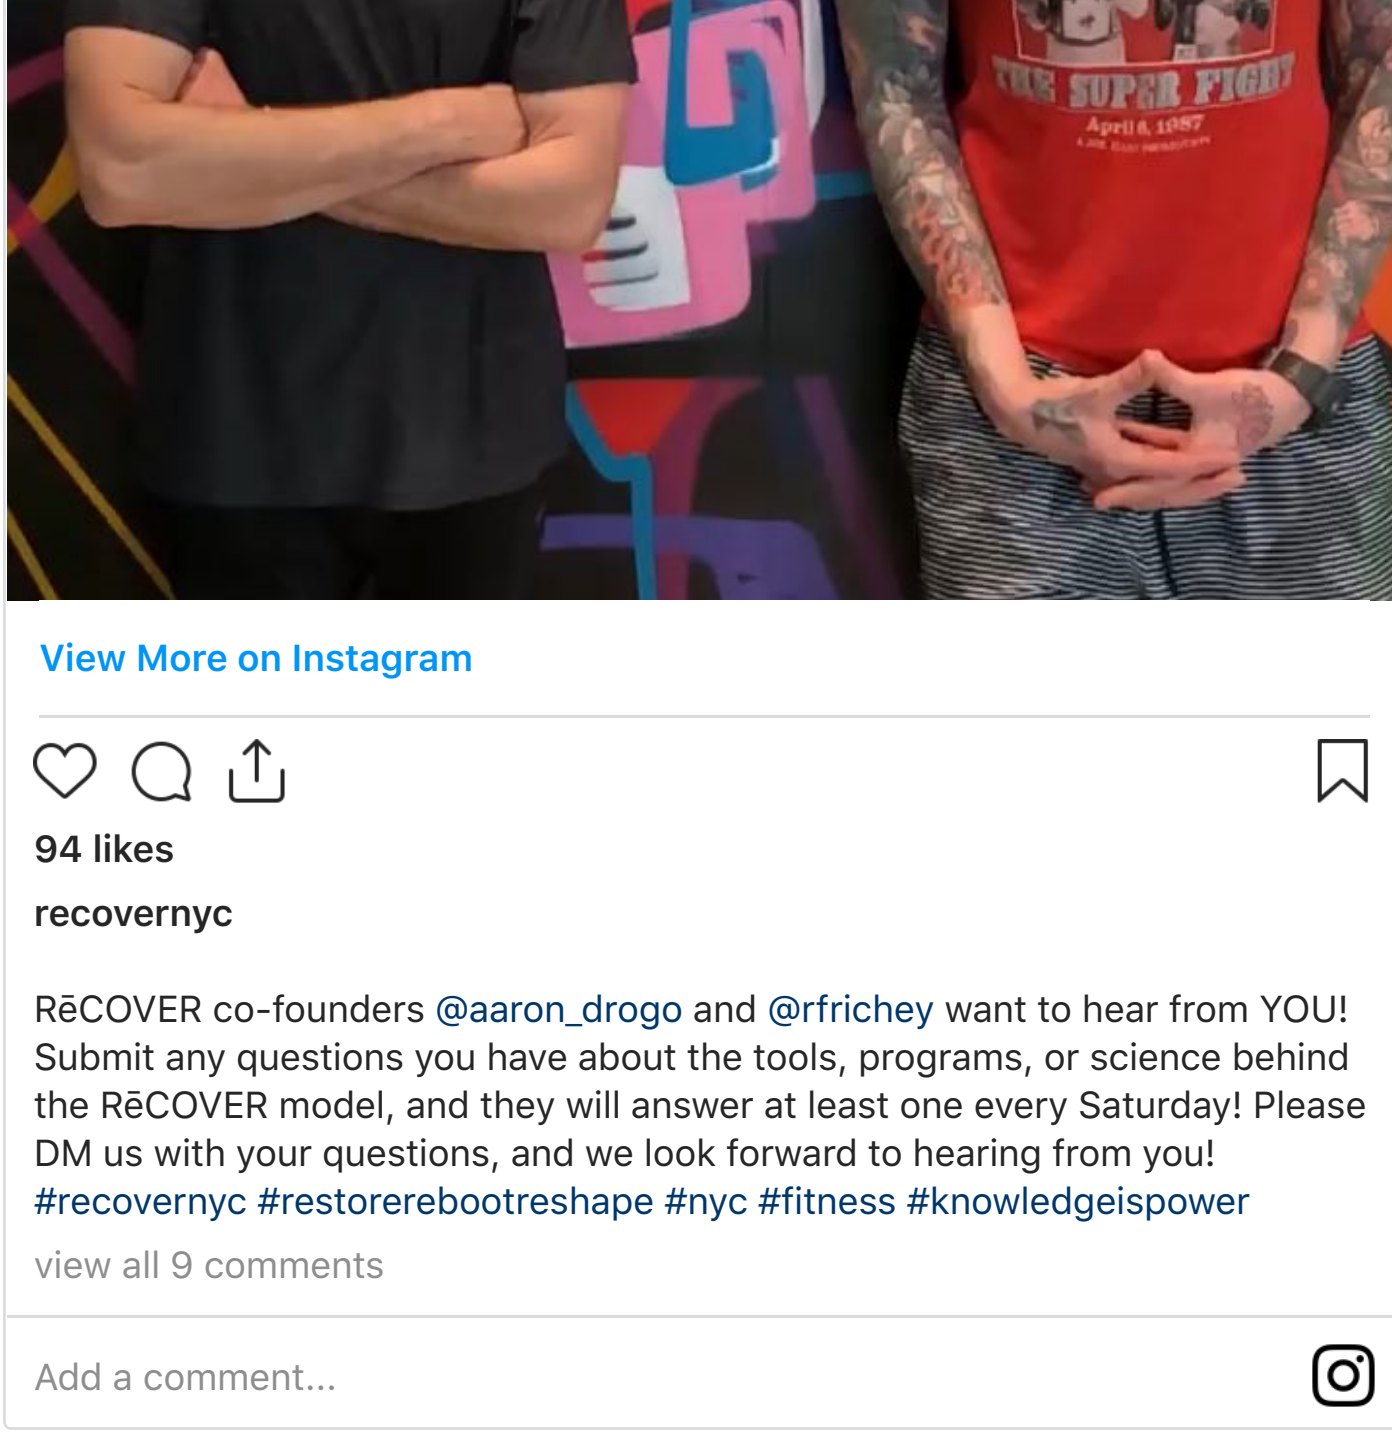 THE SUPER FIGHT
April 6, 1987
View More on Instagram
94 likes
recovernyc
RēCOVER co-founders @aaron_drogo and @rfrichey want to hear from YOU!
Submit any questions you have about the tools, programs, or science behind
the RēCOVER model, and they will answer at least one every Saturday! Please
DM us with your questions, and we look forward to hearing from you!
#recovernyc #restorerebootreshape #nyc #fitness #knowledgeispower
view all 9 comments
Add a comment...